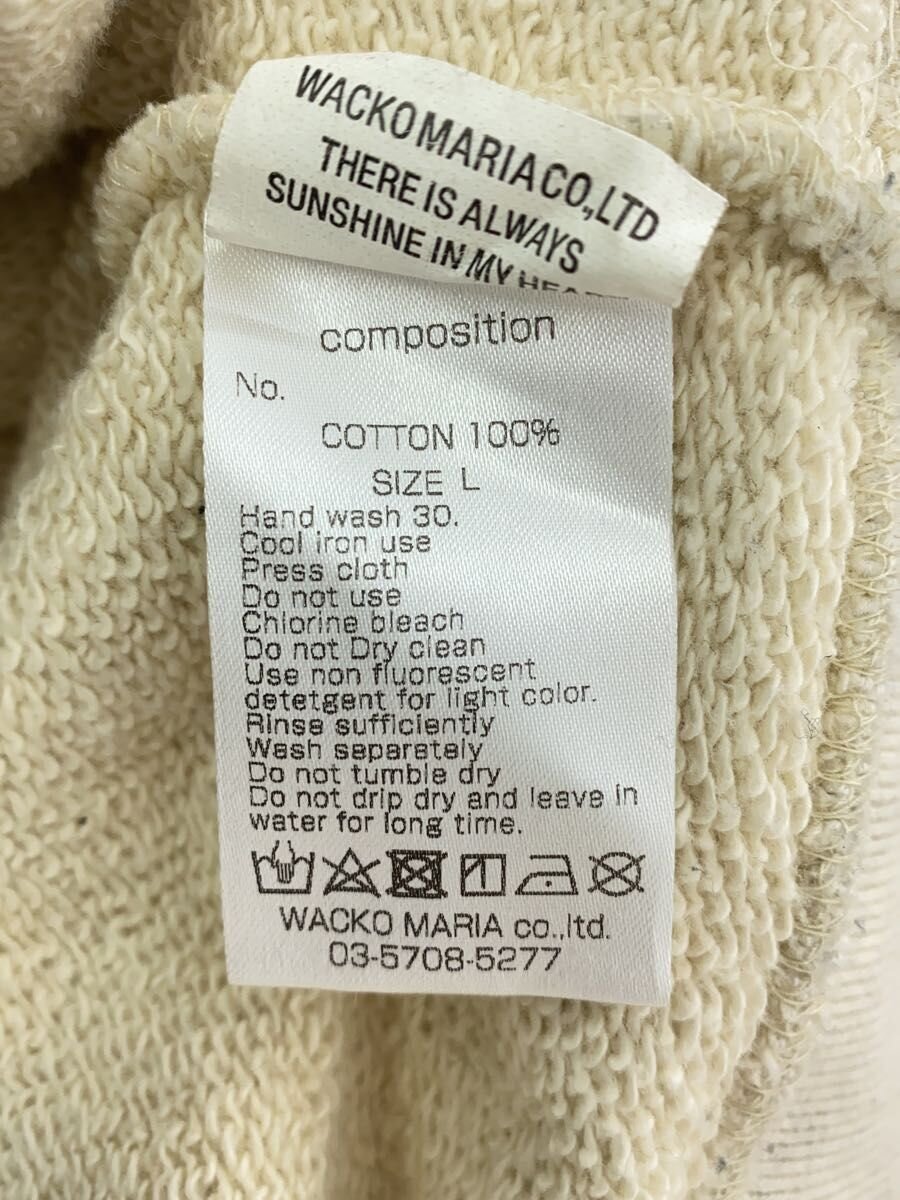 WACKO MARIA CO.,LTD
THERE IS ALWAYS
SUNSHINE IN MY
composition
No.
COTTON 100%
SIZE L
Hand wash 30.
Cool iron use
Press cloth
Do not use
Chlorine bleach
Do not Dry clean
Use non fluorescent
detetgent for light color.
Rinse sufficiently
Wash separately
Do not tumble dry
Do not drip dry and leave in
water for long time.
WACKO MARIA co.,ltd.
03-5708-5277